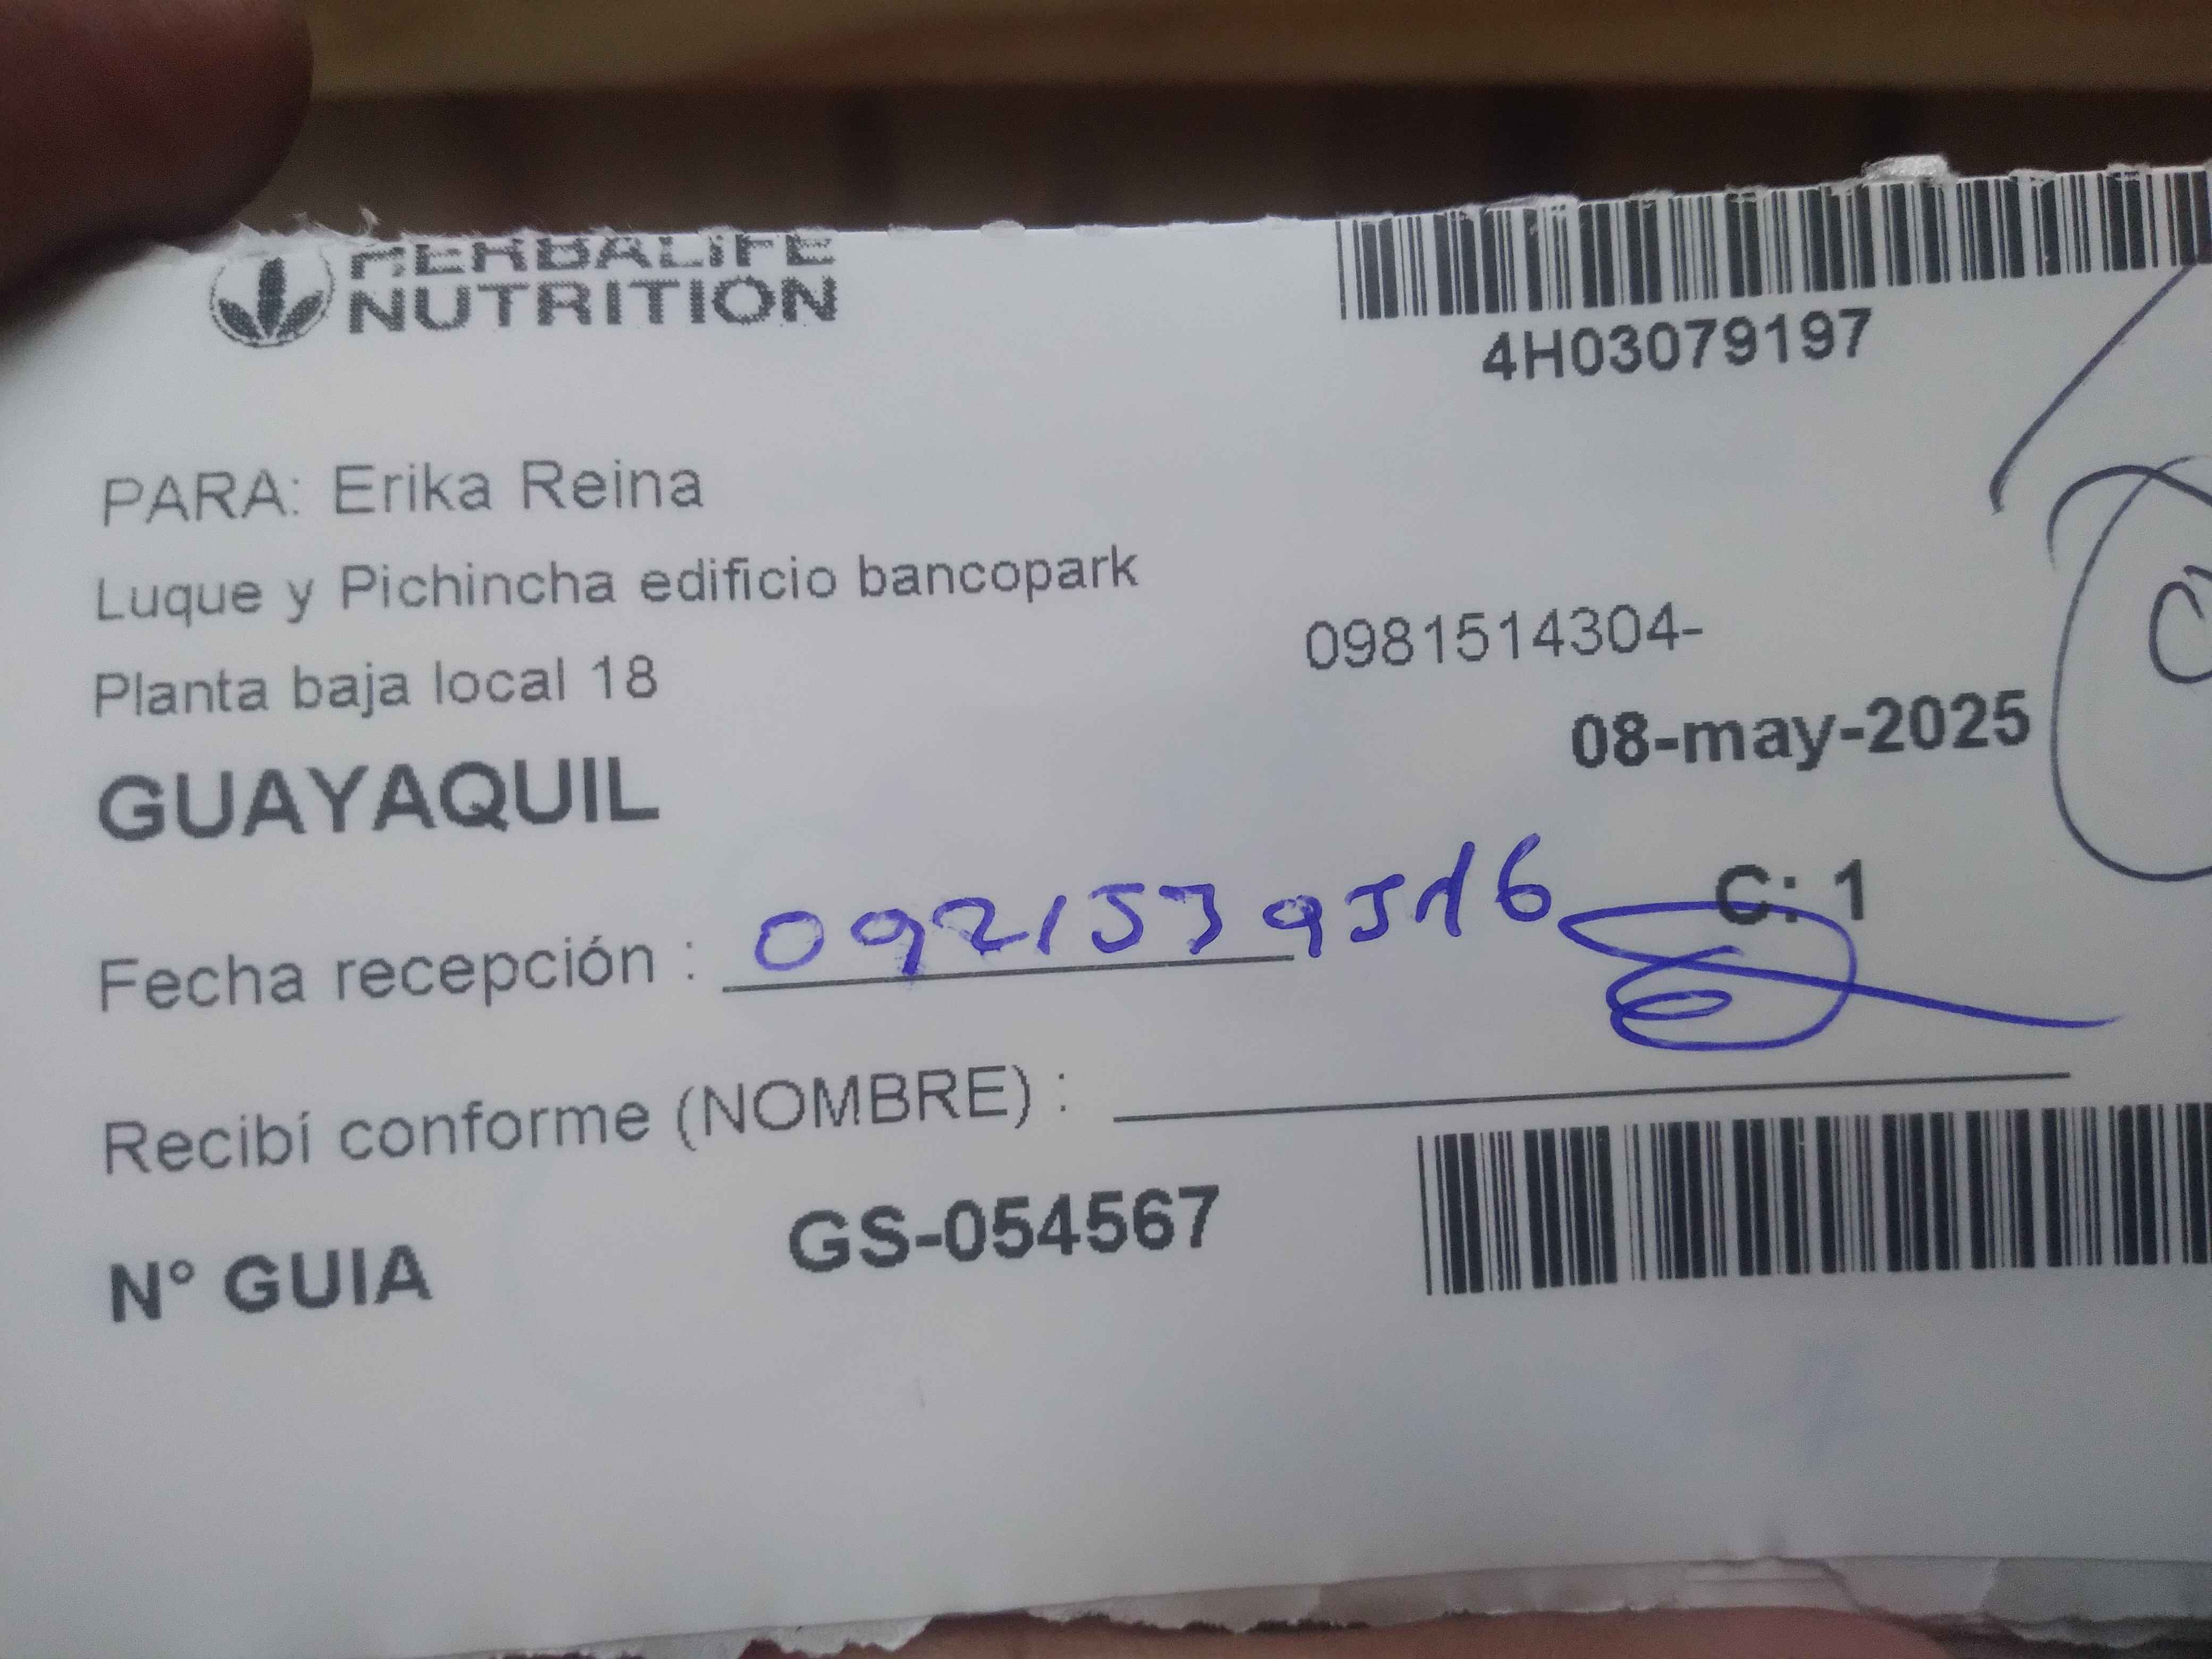 HERBALIFE
NUTRITION
4H03079197
PARA: Erika Reina
Luque y Pichincha edificio bancopark
Planta baja local 18
0981514304-
08-may-2025
GUAYAQUIL
C: 1
Fecha recepción :
Recibí conforme (NOMBRE) :
N° GUIA GS-054567